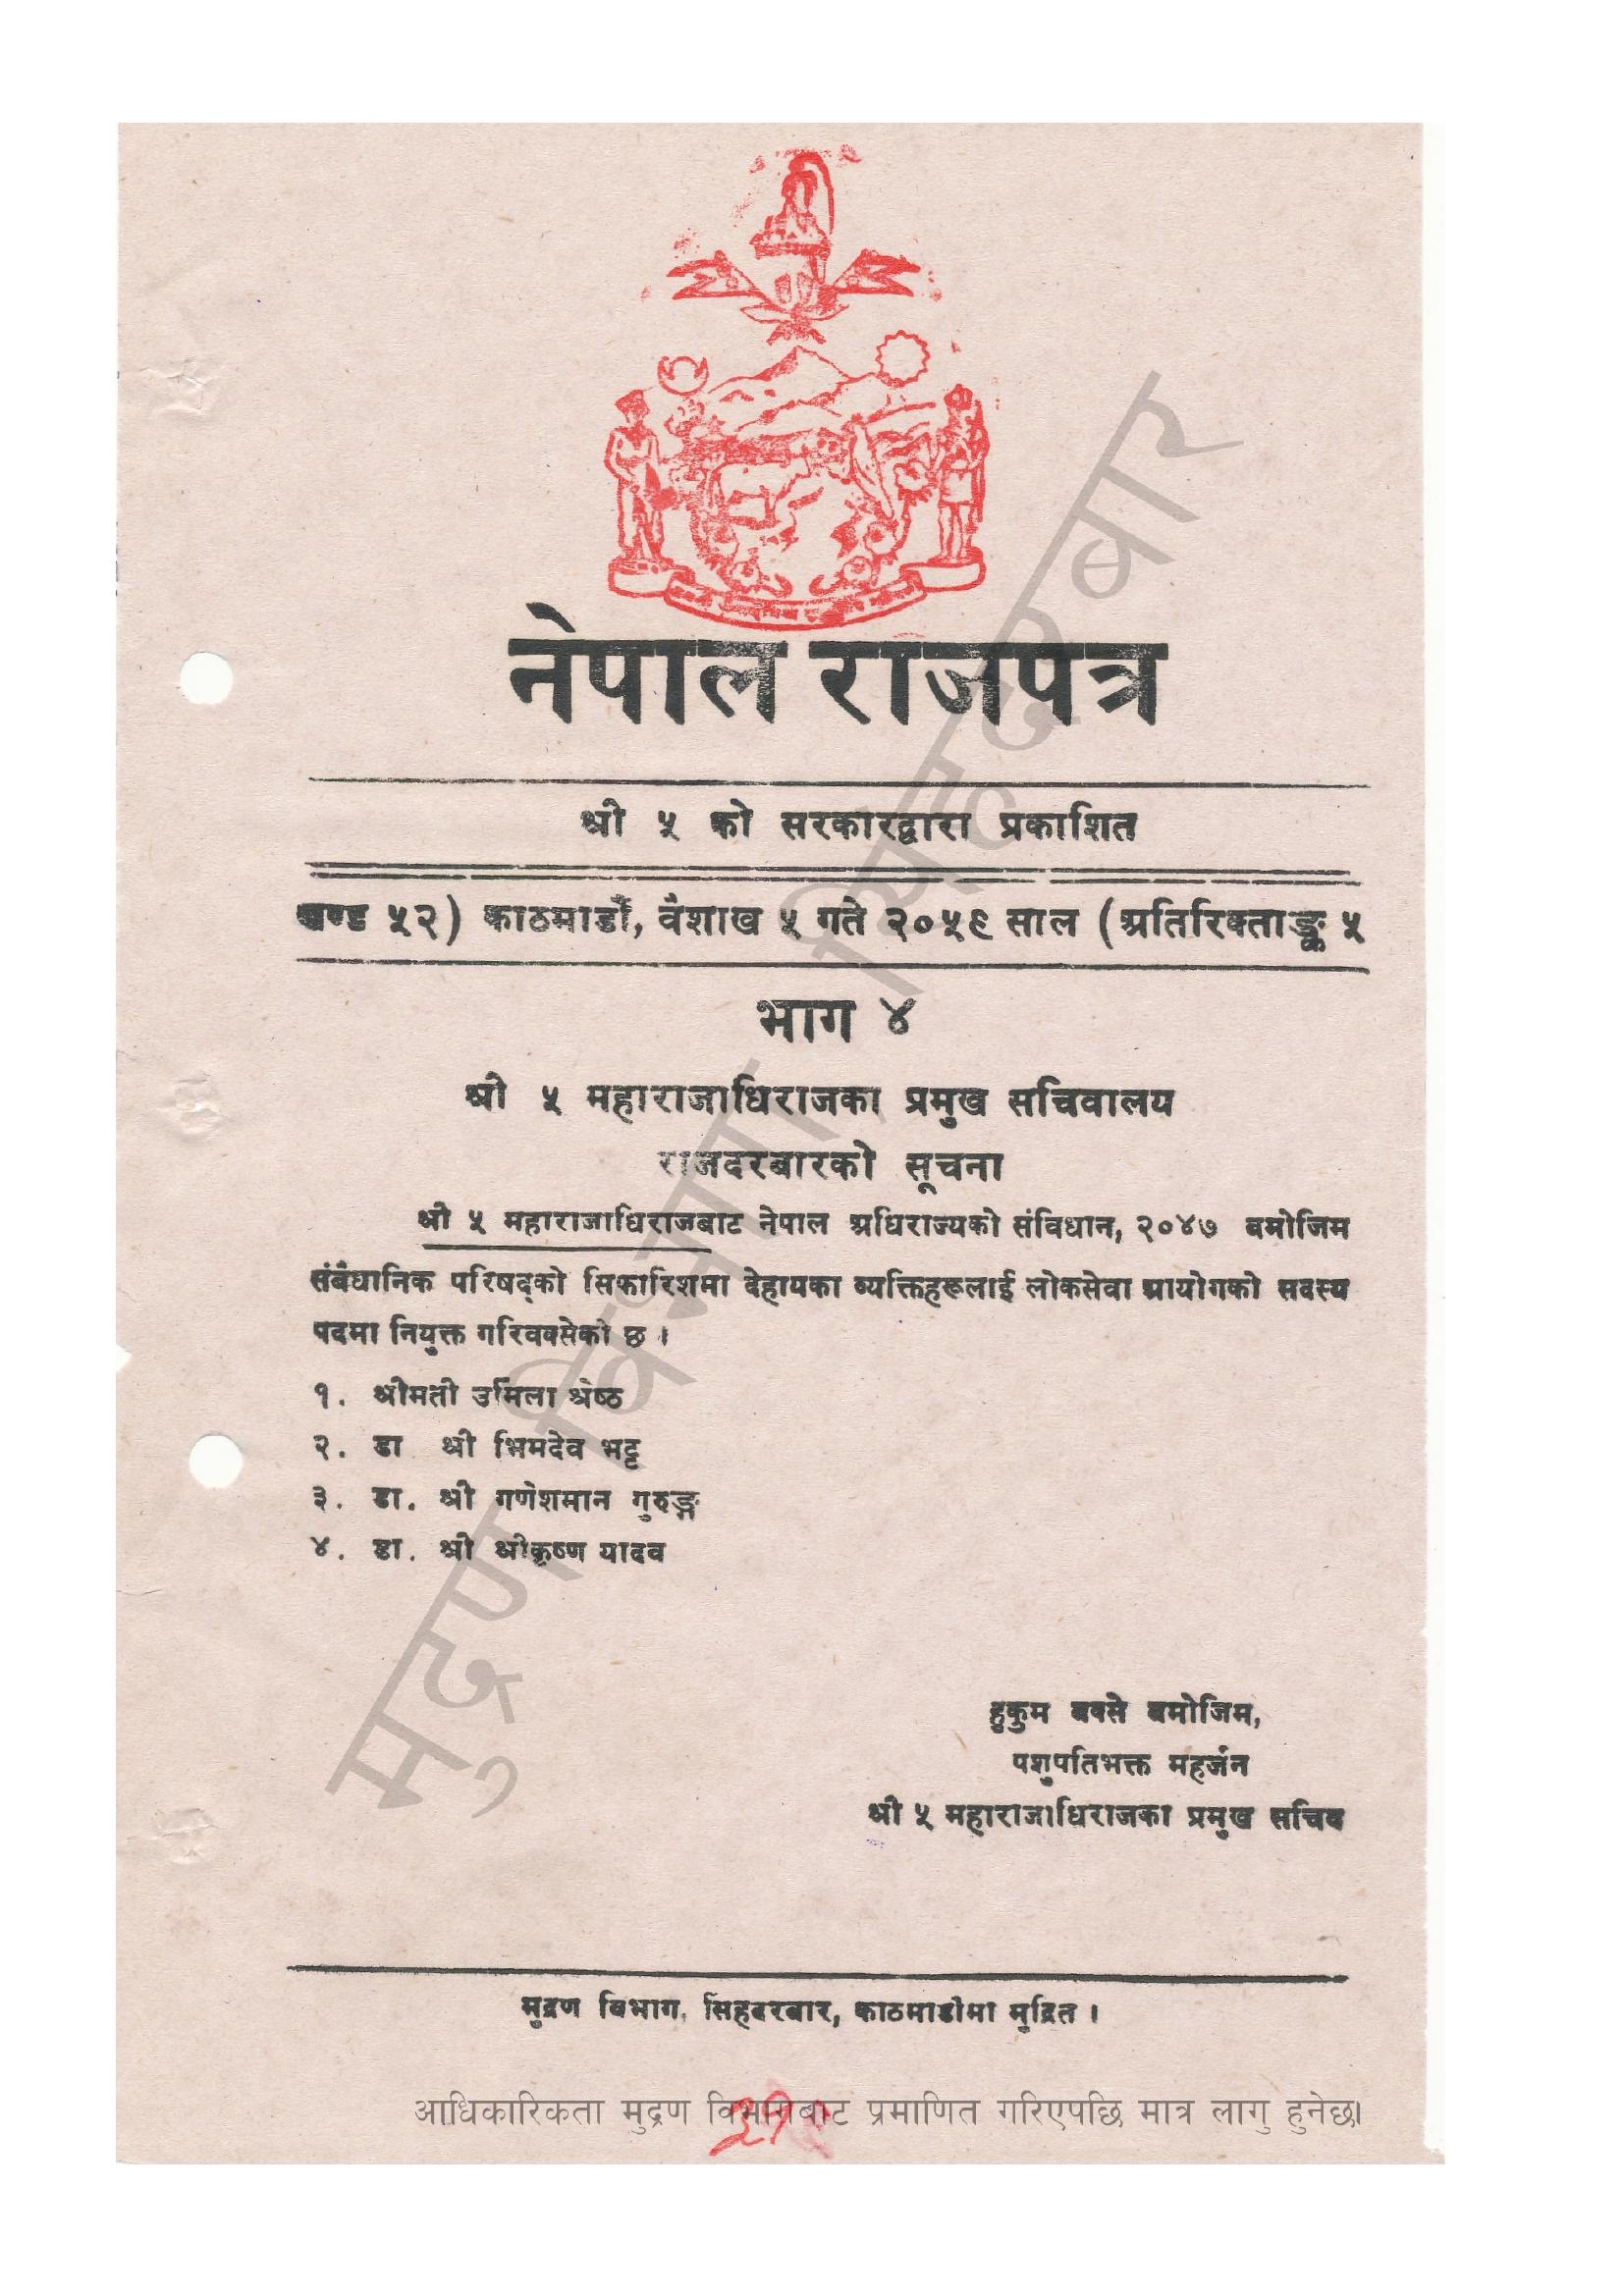 नेपाल राजपत्र
श्री ५ को सरकारद्वारा प्रकाशित
खण्ड ५२) काठमाडौं, वैशाख ५ गते २०५९ साल (अतिरिक्ताङ्क ५
भाग ४
श्री ५ महाराजाधिराजका प्रमुख सचिवालय
राजदरबारको सूचना
श्री ५ महाराजाधिराजबाट नेपाल अधिराज्यको संविधान, २०४७ बमोजिम
संबैधानिक परिषद्को सिफारिशमा देहायका व्यक्तिहरूलाई लोकसेवा आयोगको सदस्य
पदमा नियुक्त गरिवक्सेको छ ।
१. श्रीमती उर्मिला श्रेष्ठ
२. डा श्री भिमदेव भट्ट
३. डा. श्री गणेशमान गुरुङ्ग
४. डा. श्री श्रीकृष्ण यादव
हुकुम बक्से बमोजिम,
पशुपतिभक्त महर्जन
श्री ५ महाराजाधिराजका प्रमुख सचिव
मुद्रण विभाग, सिंहदरबार, काठमाडौंमा मुद्रित ।
आधिकारिकता मुद्रण विभागबाट प्रमाणित गरिएपछि मात्र लागु हुनेछ।
मुद्रण विभाग, सिंहदरबार